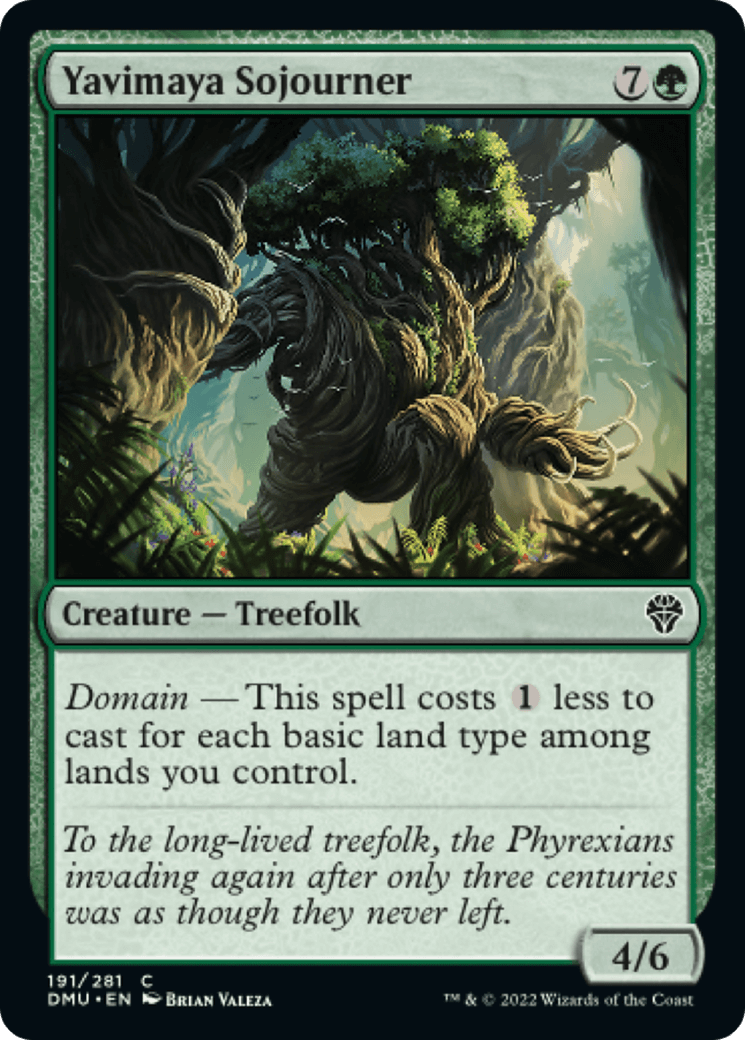 Yavimaya Sojourner 7
Creature — Treefolk
Domain — This spell costs 1 less to
cast for each basic land type among
lands you control.
To the long-lived treefolk, the Phyrexians
invading again after only three centuries
was as though they never left.
4/6
191/281 C
DMU • EN Brian Valeza
™ & © 2022 Wizards of the Coast